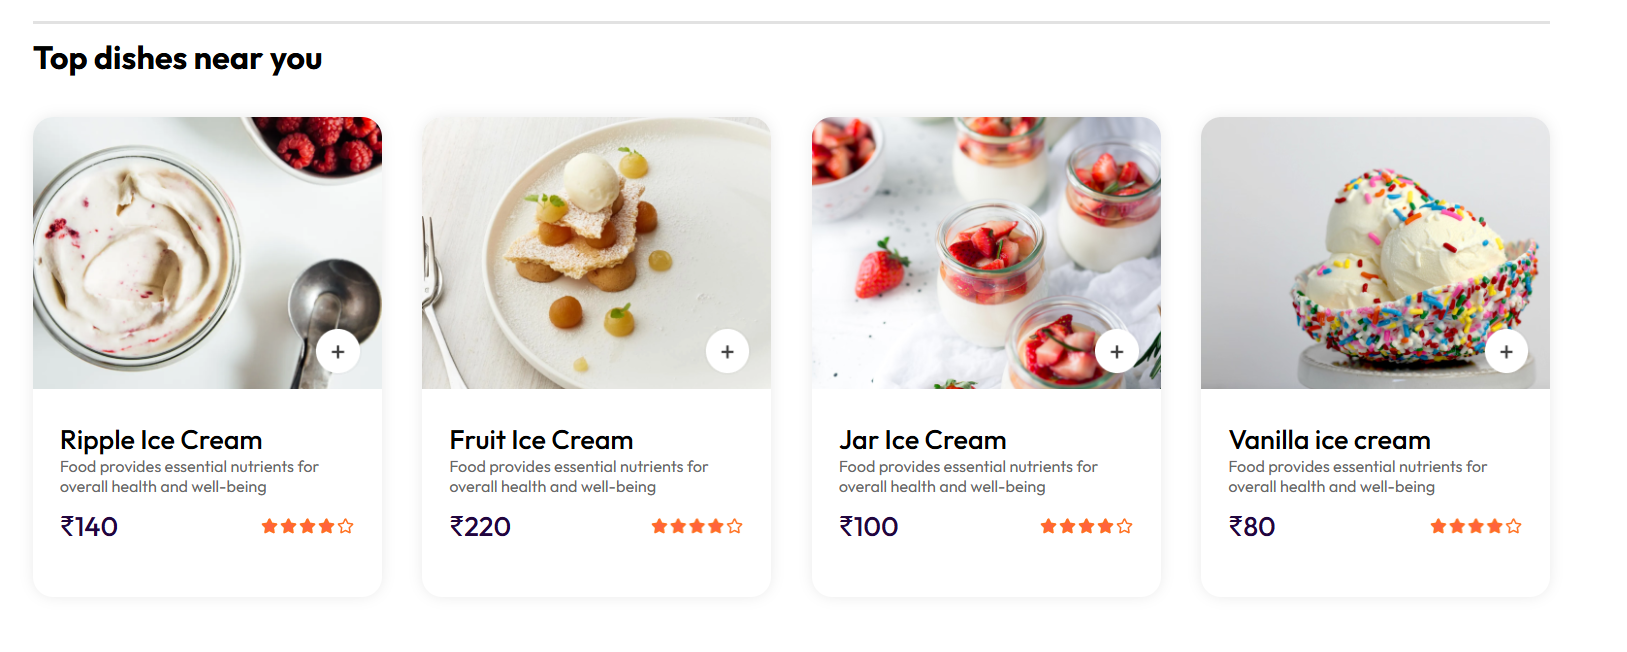 Top dishes near you
Ripple Ice Cream
Food provides essential nutrients for
overall health and well-being
₹140
Fruit Ice Cream
Food provides essential nutrients for
overall health and well-being
₹220
Jar Ice Cream
Food provides essential nutrients for
overall health and well-being
₹100
Vanilla ice cream
Food provides essential nutrients for
overall health and well-being
₹80